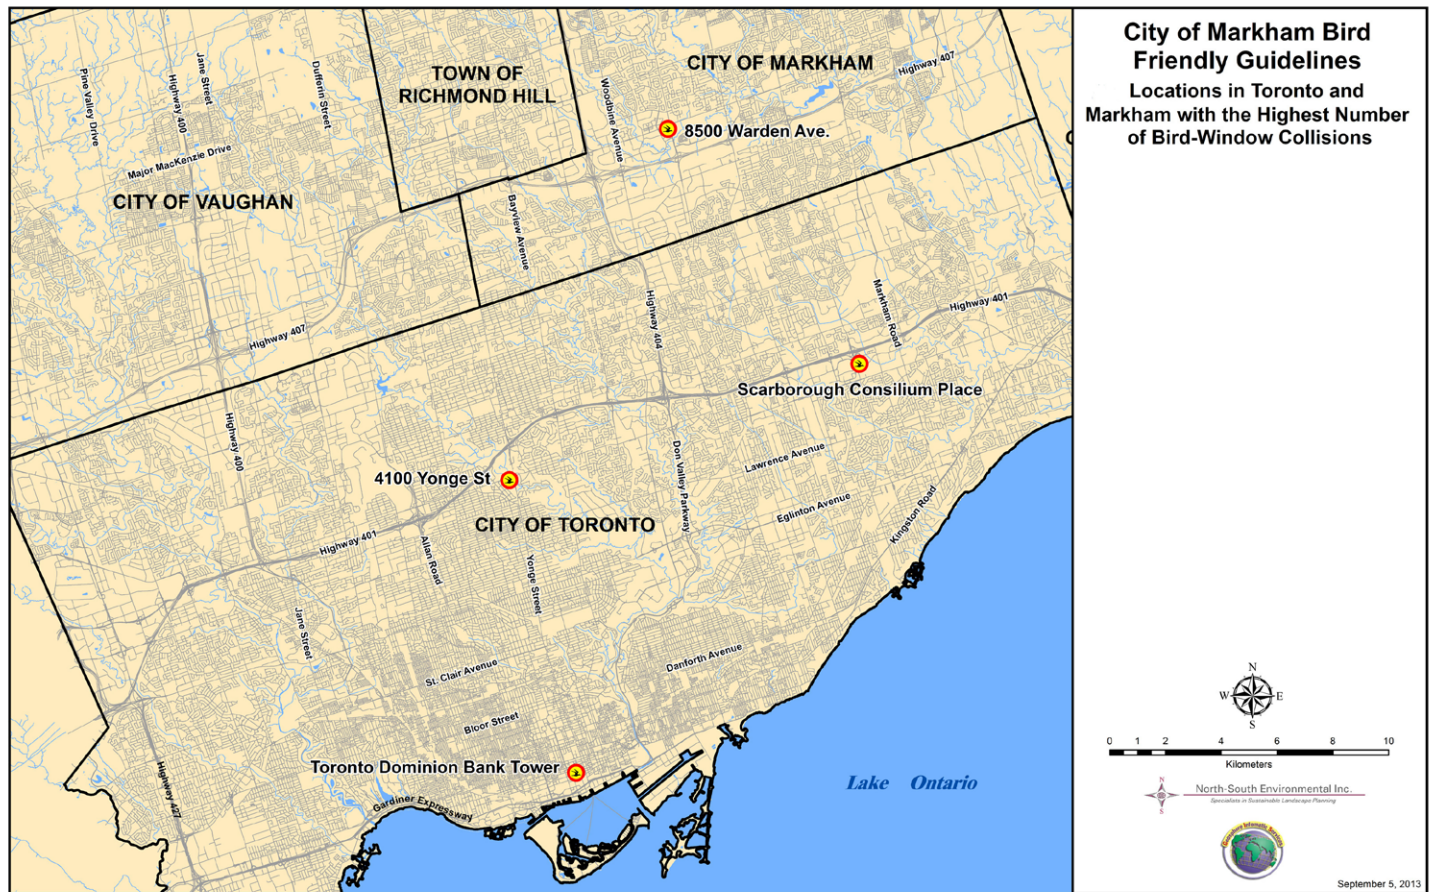 City of Markham Bird
Friendly Guidelines
Locations in Toronto and
Markham with the Highest Number
of Bird-Window Collisions
CITY OF MARKHAM
Highway 407
TOWN OF
RICHMOND HILL
Pine Valley Drive
Jane Street
Highway 400
Dufferin Street
Woodbine Avenue
8500 Warden Ave.
Major MacKenzie Drive
CITY OF VAUGHAN
Bayview Avenue
Highway 407
Highway 404
Markham Road
Highway 401
Scarborough Consilium Place
Highway 400
Don Valley Parkway
Lawrence Avenue
4100 Yonge St
Eglinton Avenue
Kingston Road
CITY OF TORONTO
Highway 401
Allan Road
Yonge Street
Jane Street
St. Clair Avenue
Danforth Avenue
Bloor Street
Toronto Dominion Bank Tower
Highway 427
Gardiner Expressway
Lake Ontario
N
W E
S
0 1 2 4 6 8 10
Kilometers
N
S
North-South Environmental Inc.
Specialists in Sustainable Landscape Planning
September 5, 2013